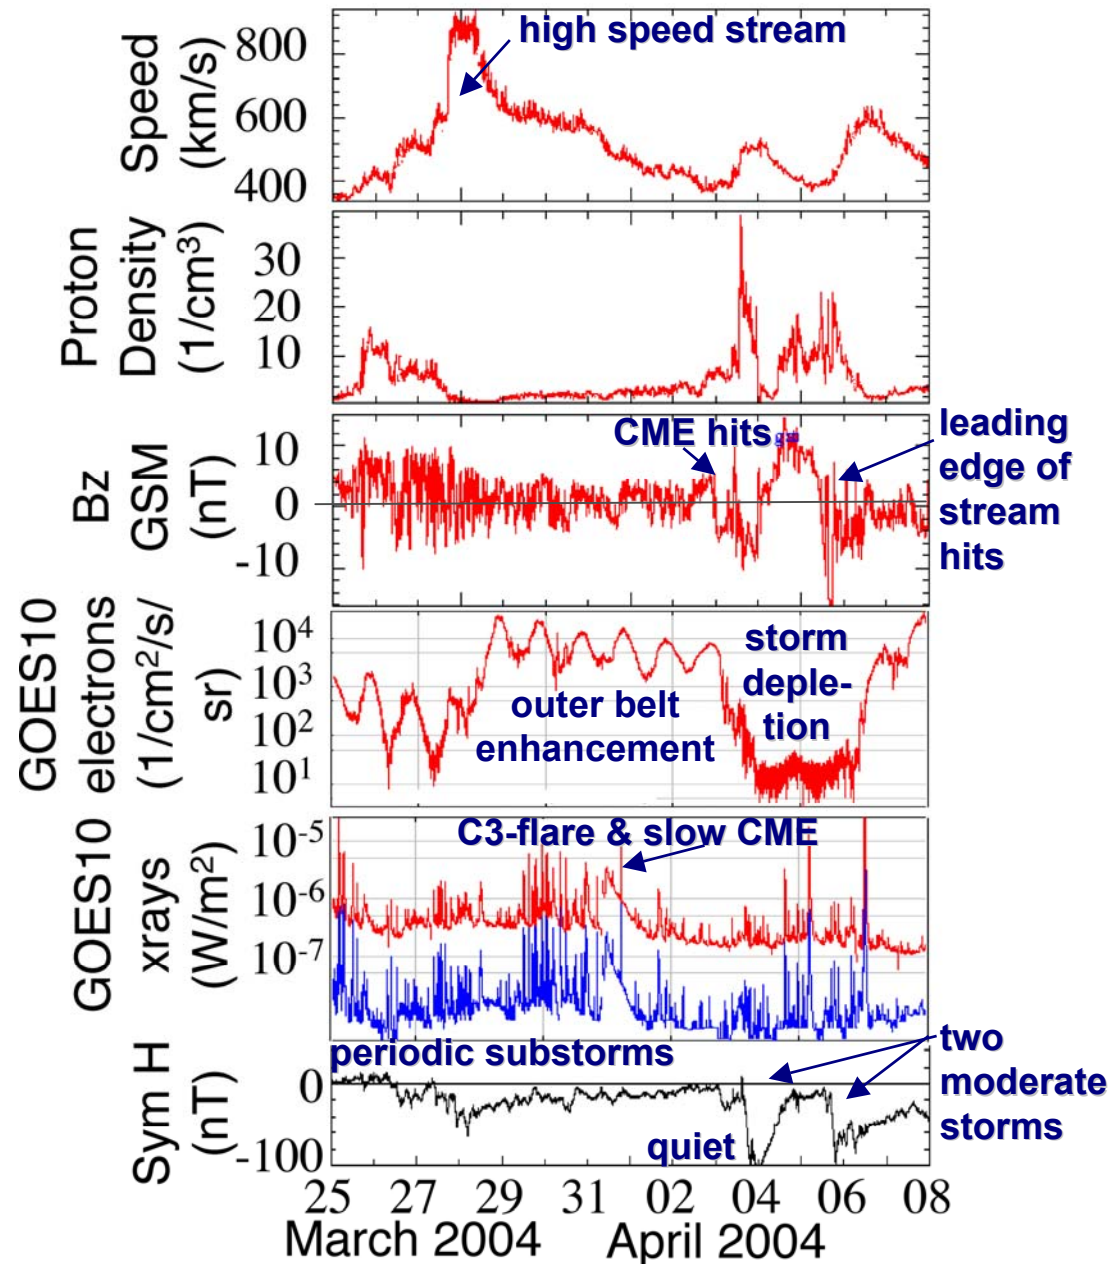 Speed
(km/s)
800
600
400
high speed stream
Proton
Density
(1/cm³)
30
20
10
Bz
GSM
(nT)
10
0
-10
CME hits
leading
edge of
stream
hits
GOES10
electrons
(1/cm²/s/
sr)
10⁴
10³
10²
10¹
outer belt
enhancement
storm
deple-
tion
GOES10
xrays
(W/m²)
10⁻⁵
10⁻⁶
10⁻⁷
C3-flare & slow CME
Sym H
(nT)
0
-100
periodic substorms
quiet
two
moderate
storms
25 27 29 31 02 04 06 08
March 2004 April 2004